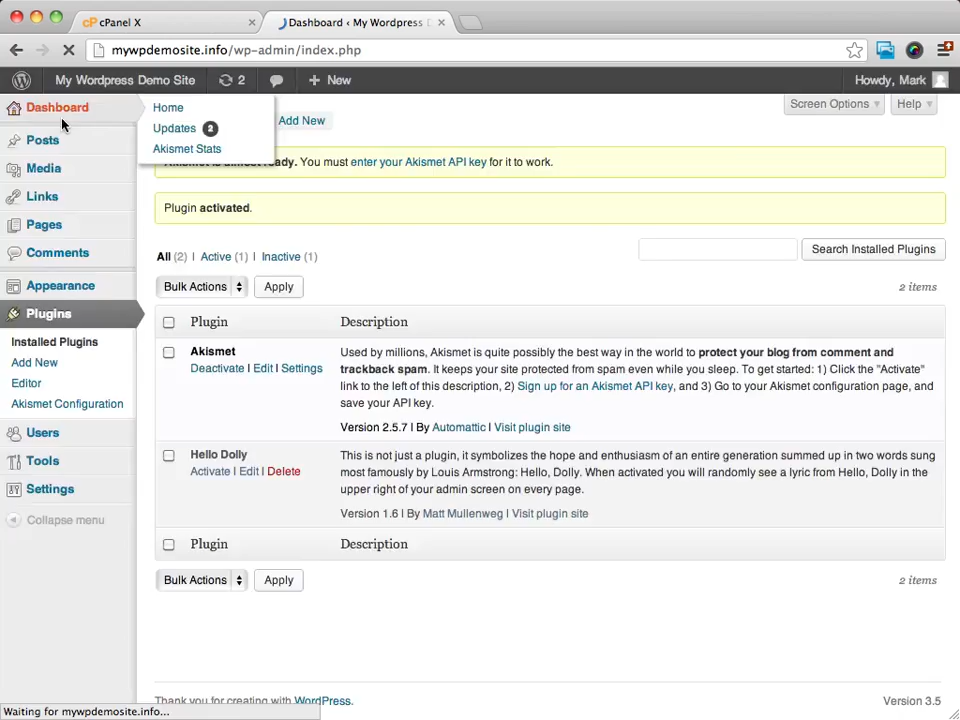 cP cPanel X
Dashboard ‹ My Wordpress D
mywpdemosite.info/wp-admin/index.php
My Wordpress Demo Site
2
New
Howdy, Mark
Dashboard
Posts
Media
Links
Pages
Comments
Appearance
Plugins
Installed Plugins
Add New
Editor
Akismet Configuration
Users
Tools
Settings
Collapse menu
Home
Updates 2
Akismet Stats
Add New
Screen Options
Help
ready. You must enter your Akismet API key for it to work.
Plugin activated.
All (2) | Active (1) | Inactive (1)
Search Installed Plugins
Bulk Actions
Apply
2 items
Plugin
Description
Akismet
Deactivate | Edit | Settings
Used by millions, Akismet is quite possibly the best way in the world to protect your blog from comment and
trackback spam. It keeps your site protected from spam even while you sleep. To get started: 1) Click the "Activate"
link to the left of this description, 2) Sign up for an Akismet API key, and 3) Go to your Akismet configuration page, and
save your API key.
Version 2.5.7 | By Automattic | Visit plugin site
Hello Dolly
Activate | Edit | Delete
This is not just a plugin, it symbolizes the hope and enthusiasm of an entire generation summed up in two words sung
most famously by Louis Armstrong: Hello, Dolly. When activated you will randomly see a lyric from Hello, Dolly in the
upper right of your admin screen on every page.
Version 1.6 | By Matt Mullenweg | Visit plugin site
Plugin
Description
Bulk Actions
Apply
2 items
Thank you for creating with WordPress.
Version 3.5
Waiting for mywpdemosite.info...